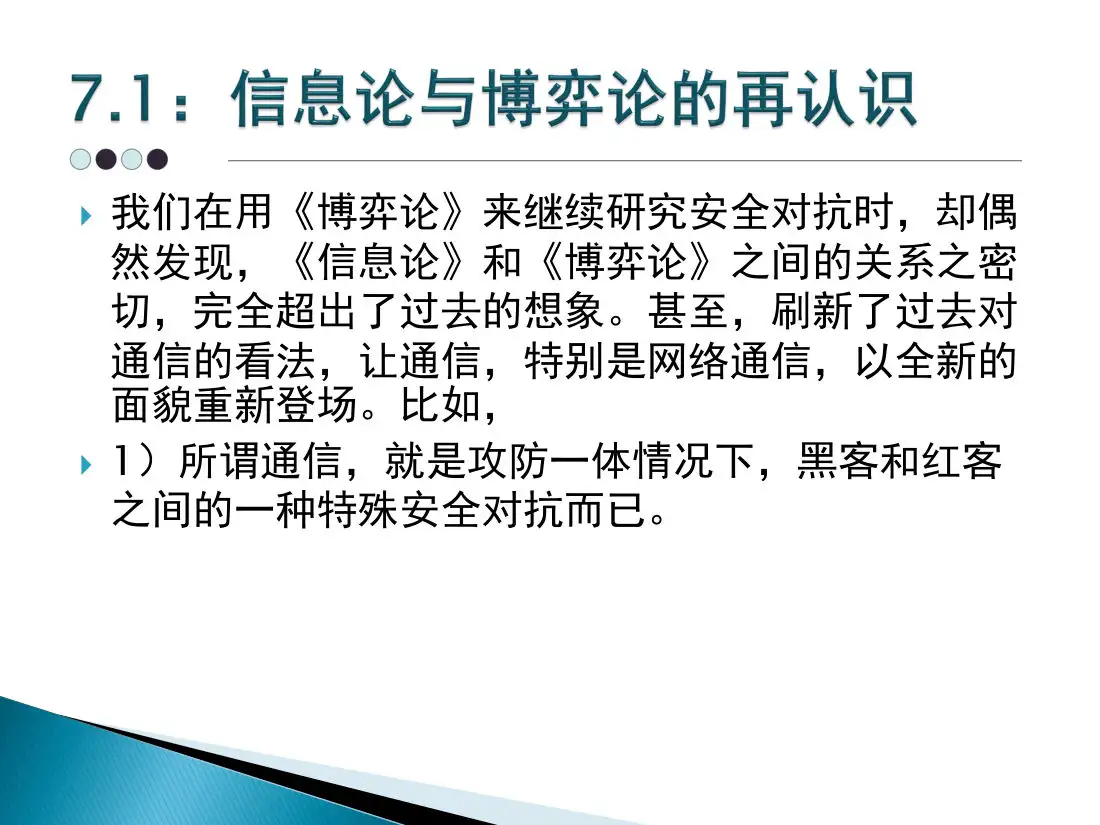 7.1：信息论与博弈论的再认识
我们在用《博弈论》来继续研究安全对抗时，却偶
然发现，《信息论》和《博弈论》之间的关系之密
切，完全超出了过去的想象。甚至，刷新了过去对
通信的看法，让通信，特别是网络通信，以全新的
面貌重新登场。比如，
1）所谓通信，就是攻防一体情况下，黑客和红客
之间的一种特殊安全对抗而已。